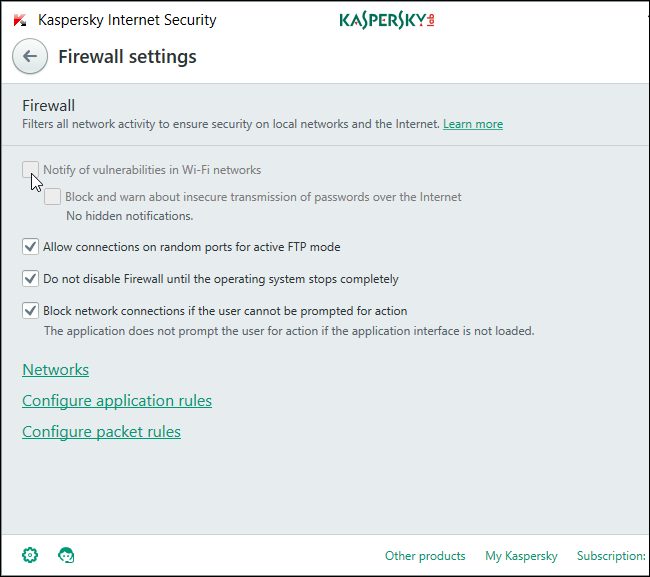 Kaspersky Internet Security
KASPERSKY lab
Firewall settings
Firewall
Filters all network activity to ensure security on local networks and the Internet. Learn more
Notify of vulnerabilities in Wi-Fi networks
Block and warn about insecure transmission of passwords over the Internet
No hidden notifications.
Allow connections on random ports for active FTP mode
Do not disable Firewall until the operating system stops completely
Block network connections if the user cannot be prompted for action
The application does not prompt the user for action if the application interface is not loaded.
Networks
Configure application rules
Configure packet rules
Other products My Kaspersky Subscription: